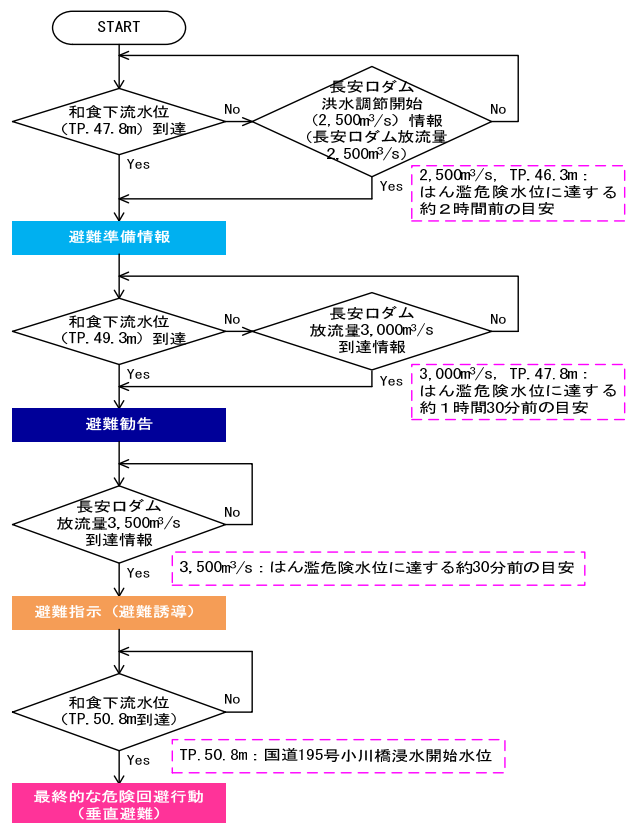 START
和食下流水位
(TP.47.8m) 到達
No
長安口ダム
洪水調節開始
(2,500m³/s) 情報
(長安口ダム放流量
2,500m³/s)
No
Yes
Yes
2,500m³/s, TP.46.3m:
はん濫危険水位に達する
約2時間前の目安
避難準備情報
和食下流水位
(TP.49.3m) 到達
No
長安口ダム
放流量3,000m³/s
到達情報
No
Yes
Yes
3,000m³/s, TP.47.8m:
はん濫危険水位に達する
約1時間30分前の目安
避難勧告
長安口ダム
放流量3,500m³/s
到達情報
No
Yes
3,500m³/s:はん濫危険水位に達する約30分前の目安
避難指示(避難誘導)
和食下流水位
(TP.50.8m到達)
No
Yes
TP.50.8m:国道195号小川橋浸水開始水位
最終的な危険回避行動
(垂直避難)